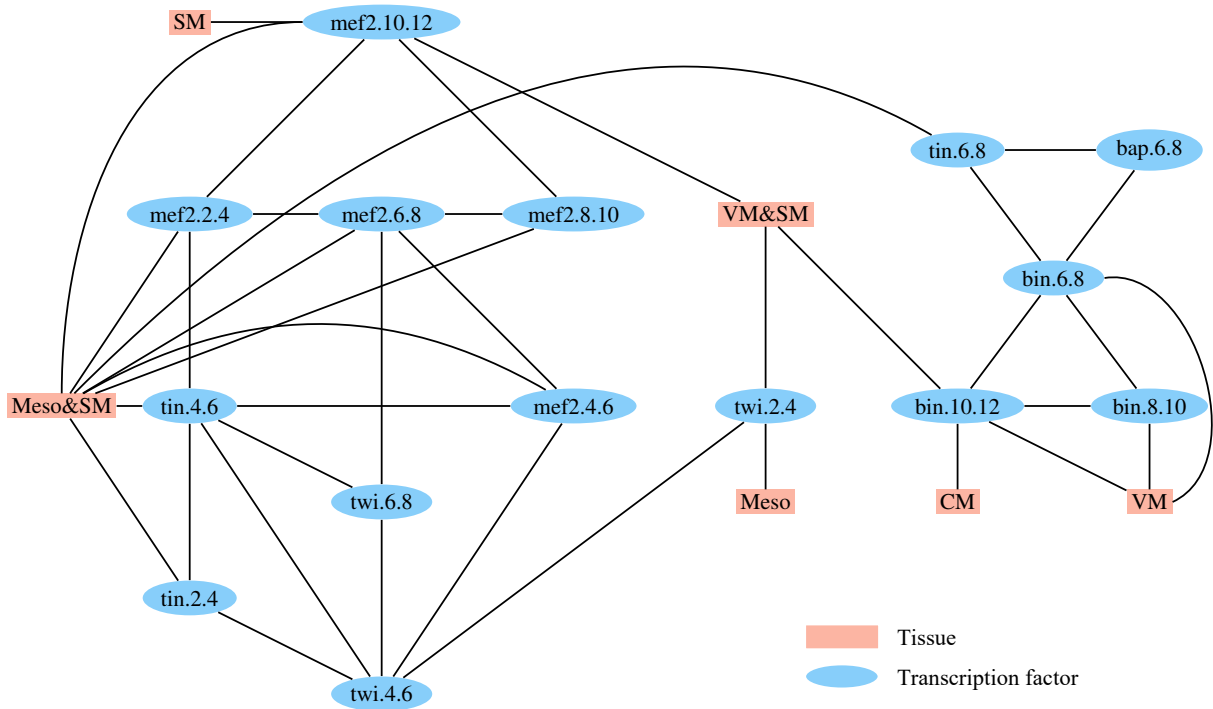 SM
mef2.10.12
tin.6.8
bap.6.8
mef2.2.4
mef2.6.8
mef2.8.10
VM&SM
bin.6.8
Meso&SM
tin.4.6
mef2.4.6
twi.2.4
bin.10.12
bin.8.10
twi.6.8
Meso
CM
VM
tin.2.4
Tissue
Transcription factor
twi.4.6